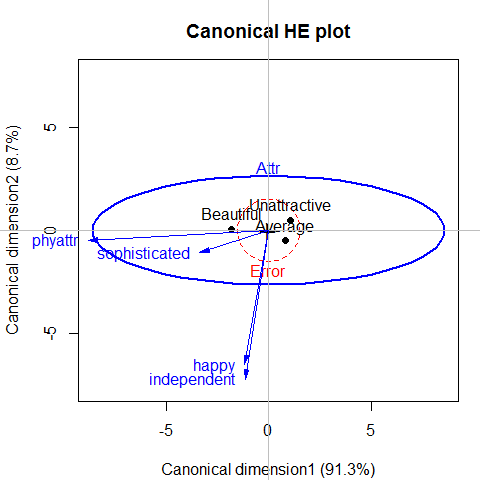 Canonical HE plot
Canonical dimension2 (8.7%)
5
0
-5
Attr
Unattractive
Beautiful
Average
phyattr
sophisticated
Error
happy
independent
-5
0
5
Canonical dimension1 (91.3%)